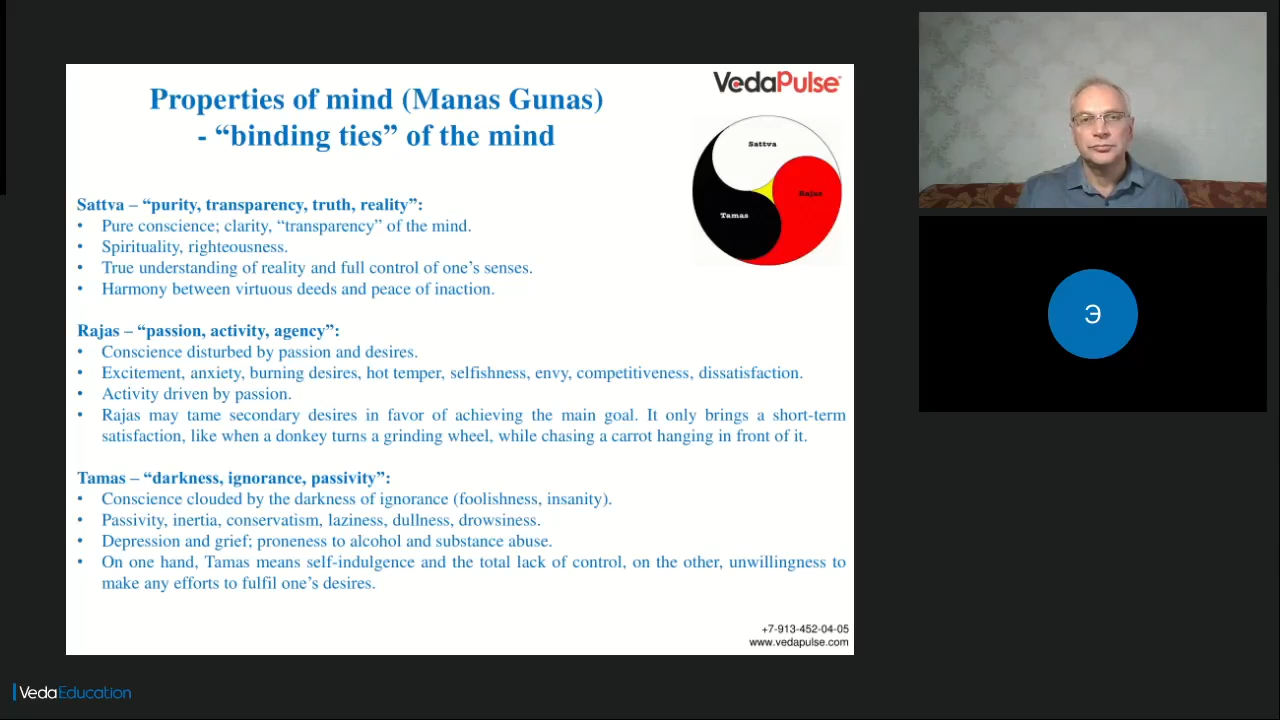 Properties of mind (Manas Gunas)
- “binding ties” of the mind
VedaPulse®
Sattva
Rajas
Tamas
Sattva – “purity, transparency, truth, reality”:
• Pure conscience; clarity, “transparency” of the mind.
• Spirituality, righteousness.
• True understanding of reality and full control of one’s senses.
• Harmony between virtuous deeds and peace of inaction.
Rajas – “passion, activity, agency”:
• Conscience disturbed by passion and desires.
• Excitement, anxiety, burning desires, hot temper, selfishness, envy, competitiveness, dissatisfaction.
• Activity driven by passion.
• Rajas may tame secondary desires in favor of achieving the main goal. It only brings a short-term
satisfaction, like when a donkey turns a grinding wheel, while chasing a carrot hanging in front of it.
Tamas – “darkness, ignorance, passivity”:
• Conscience clouded by the darkness of ignorance (foolishness, insanity).
• Passivity, inertia, conservatism, laziness, dullness, drowsiness.
• Depression and grief; proneness to alcohol and substance abuse.
• On one hand, Tamas means self-indulgence and the total lack of control, on the other, unwillingness to
make any efforts to fulfil one’s desires.
+7-913-452-04-05
www.vedapulse.com
Э
VedaEducation